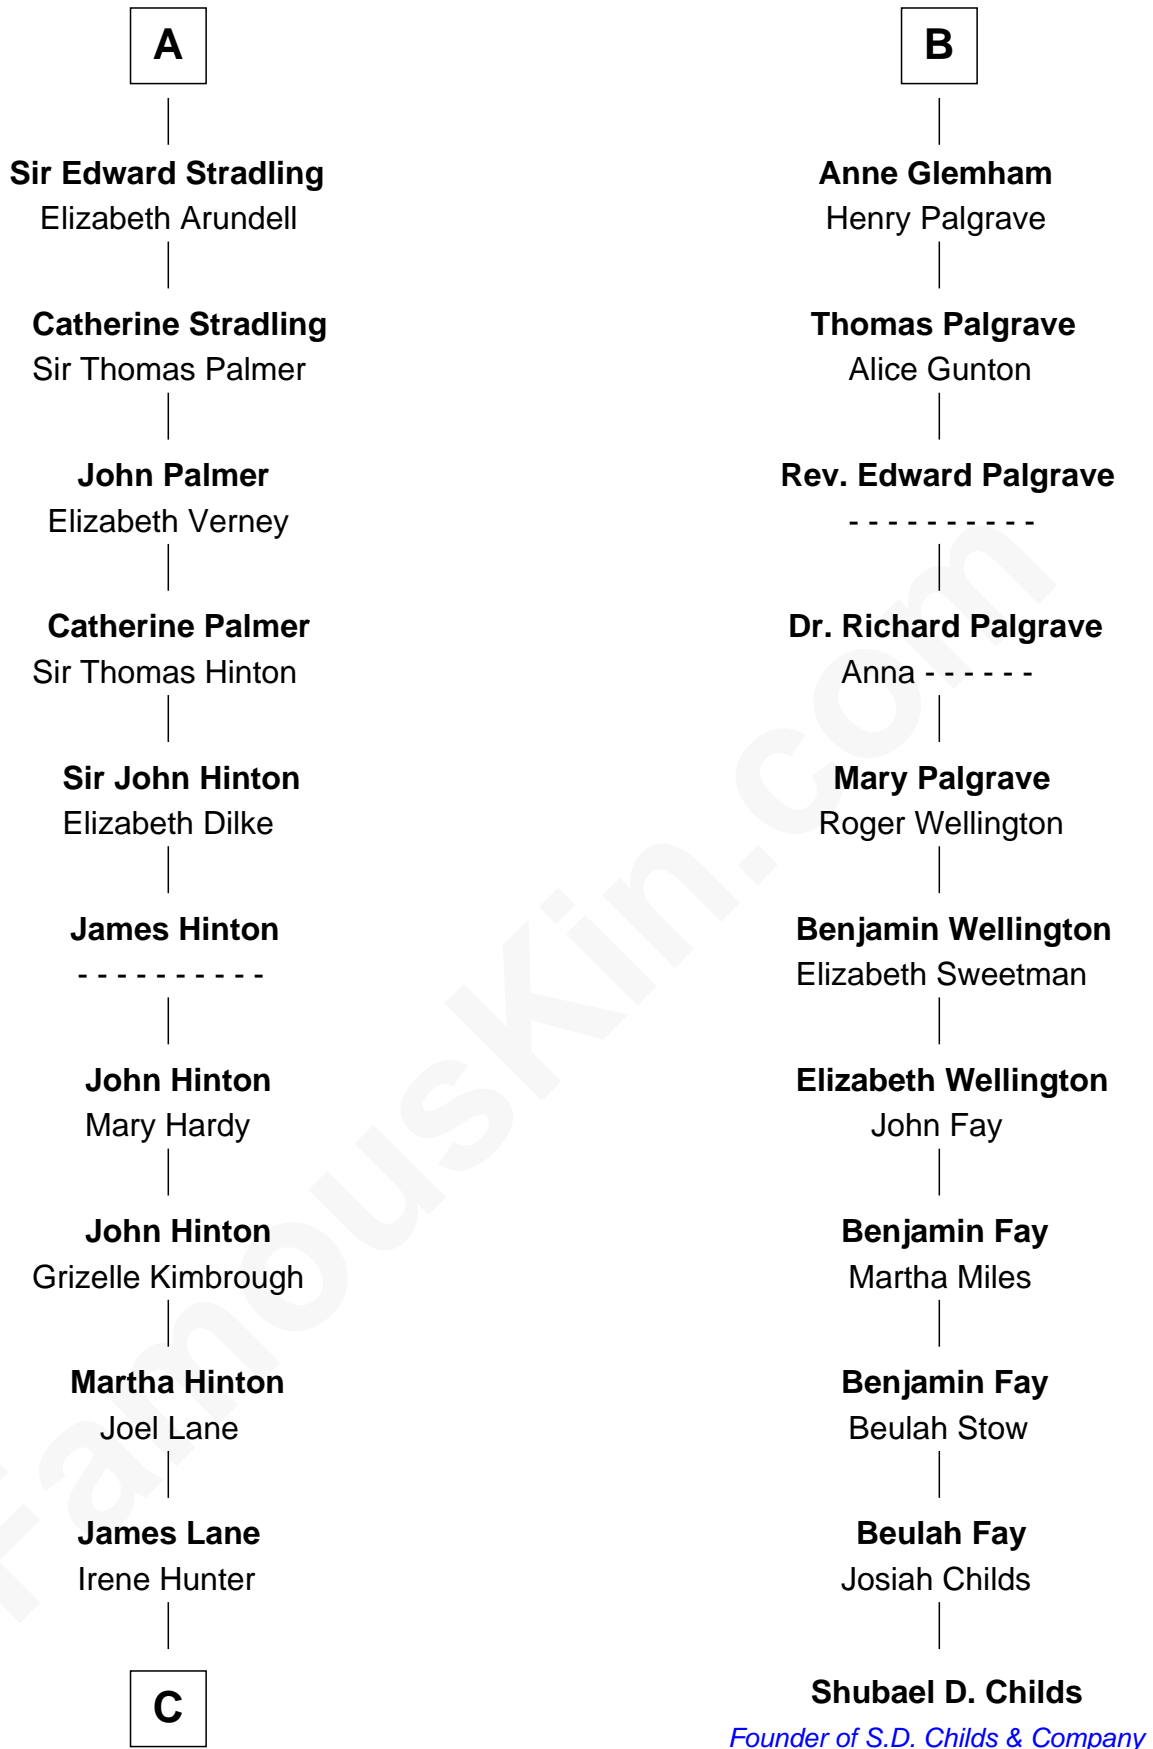 A
Sir Edward Stradling
Elizabeth Arundell
Catherine Stradling
Sir Thomas Palmer
John Palmer
Elizabeth Verney
Catherine Palmer
Sir Thomas Hinton
Sir John Hinton
Elizabeth Dilke
James Hinton
- - - - - - - - - -
John Hinton
Mary Hardy
John Hinton
Grizelle Kimbrough
Martha Hinton
Joel Lane
James Lane
Irene Hunter
C
B
Anne Glemham
Henry Palgrave
Thomas Palgrave
Alice Gunton
Rev. Edward Palgrave
- - - - - - - - - -
Dr. Richard Palgrave
Anna - - - - - -
Mary Palgrave
Roger Wellington
Benjamin Wellington
Elizabeth Sweetman
Elizabeth Wellington
John Fay
Benjamin Fay
Martha Miles
Benjamin Fay
Beulah Stow
Beulah Fay
Josiah Childs
Shubael D. Childs
Founder of S.D. Childs & Company
FamousKin.com